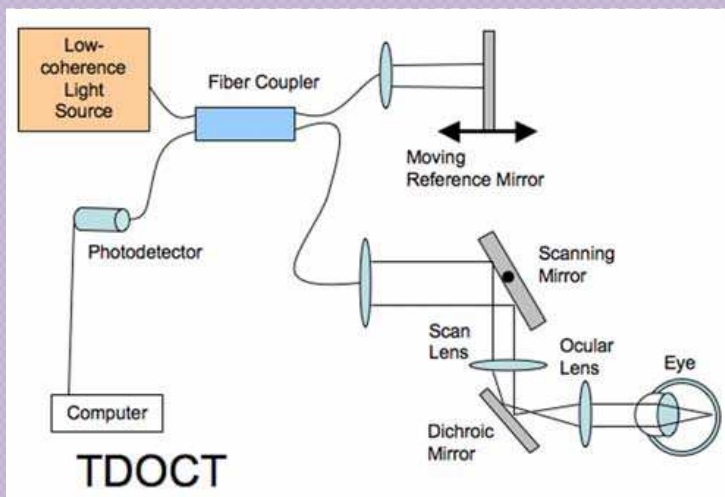 Low-
coherence
Light
Source
Fiber Coupler
Moving
Reference Mirror
Photodetector
Scanning
Mirror
Scan
Lens
Ocular
Lens
Eye
Computer
Dichroic
Mirror
TDOCT